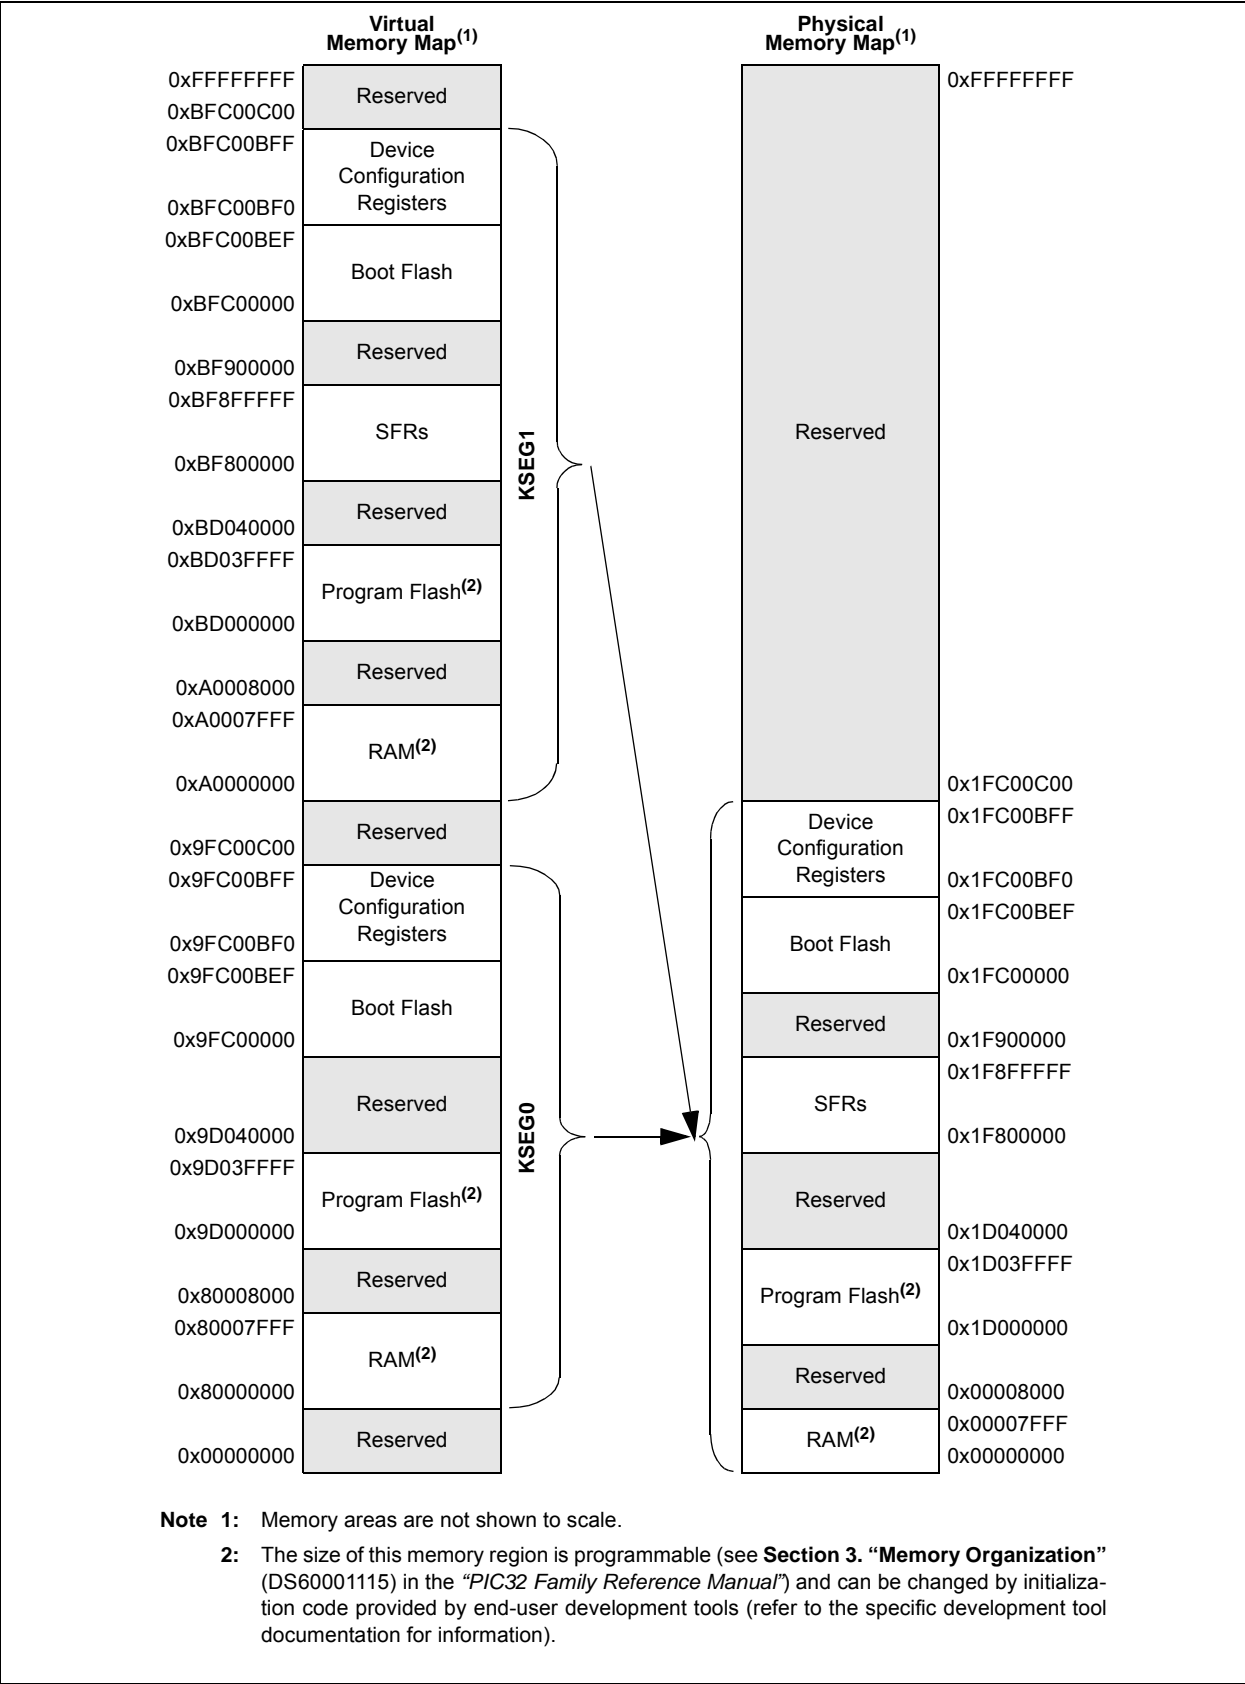 Virtual
Memory Map(1)
0xFFFFFFFF
Reserved
0xBFC00C00
0xBFC00BFF
Device
Configuration
Registers
0xBFC00BF0
0xBFC00BEF
Boot Flash
0xBFC00000
Reserved
0xBF900000
0xBF8FFFFF
SFRs
0xBF800000
Reserved
0xBD040000
0xBD03FFFF
Program Flash(2)
0xBD000000
Reserved
0xA0008000
0xA0007FFF
RAM(2)
0xA0000000
Reserved
0x9FC00C00
0x9FC00BFF
Device
Configuration
Registers
0x9FC00BF0
0x9FC00BEF
Boot Flash
0x9FC00000
Reserved
0x9D040000
0x9D03FFFF
Program Flash(2)
0x9D000000
Reserved
0x80008000
0x80007FFF
RAM(2)
0x80000000
Reserved
0x00000000
KSEG1
KSEG0
Physical
Memory Map(1)
0xFFFFFFFF
Reserved
0x1FC00C00
0x1FC00BFF
Device
Configuration
Registers
0x1FC00BF0
0x1FC00BEF
Boot Flash
0x1FC00000
Reserved
0x1F900000
0x1F8FFFFF
SFRs
0x1F800000
Reserved
0x1D040000
0x1D03FFFF
Program Flash(2)
0x1D000000
Reserved
0x00008000
0x00007FFF
RAM(2)
0x00000000
Note 1: Memory areas are not shown to scale.
2: The size of this memory region is programmable (see Section 3. “Memory Organization”
(DS60001115) in the “PIC32 Family Reference Manual”) and can be changed by initializa-
tion code provided by end-user development tools (refer to the specific development tool
documentation for information).